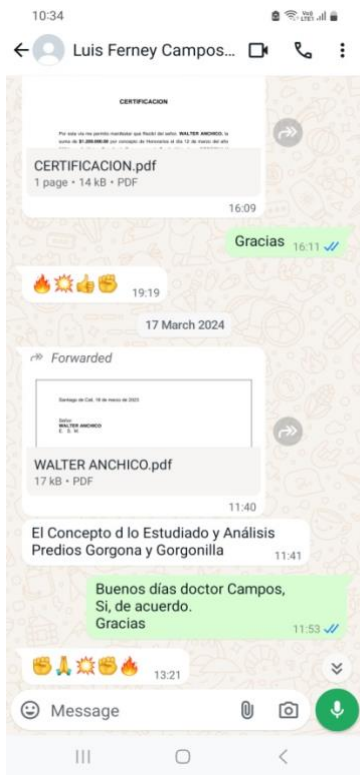 10:34
Luis Ferney Campos...
CERTIFICACION
Por este me permito manifestar que Recibí del señor. WALTER ANCHICO, la
suma de $1.200.000.00 por concepto de Honorarios el día 12 de marzo del año
CERTIFICACION.pdf
1 page • 14 kB • PDF
16:09
Gracias 16:11
19:19
17 March 2024
Forwarded
Santiago de Cali, 16 de marzo de 2023
Señor
WALTER ANCHICO
E. S. M.
WALTER ANCHICO.pdf
17 kB • PDF
11:40
El Concepto d lo Estudiado y Análisis
Predios Gorgona y Gorgonilla 11:41
Buenos días doctor Campos,
Si, de acuerdo.
Gracias 11:53
13:21
Message